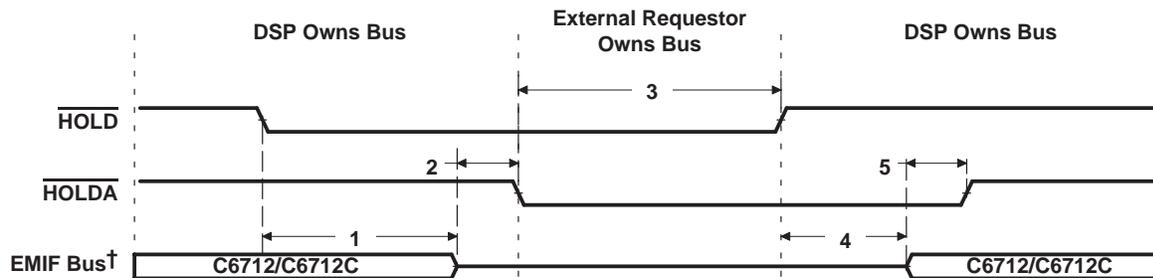 DSP Owns Bus
External Requestor
Owns Bus
DSP Owns Bus
3
HOLD
2
5
HOLDA
1
4
EMIF Bus†
C6712/C6712C
C6712/C6712C